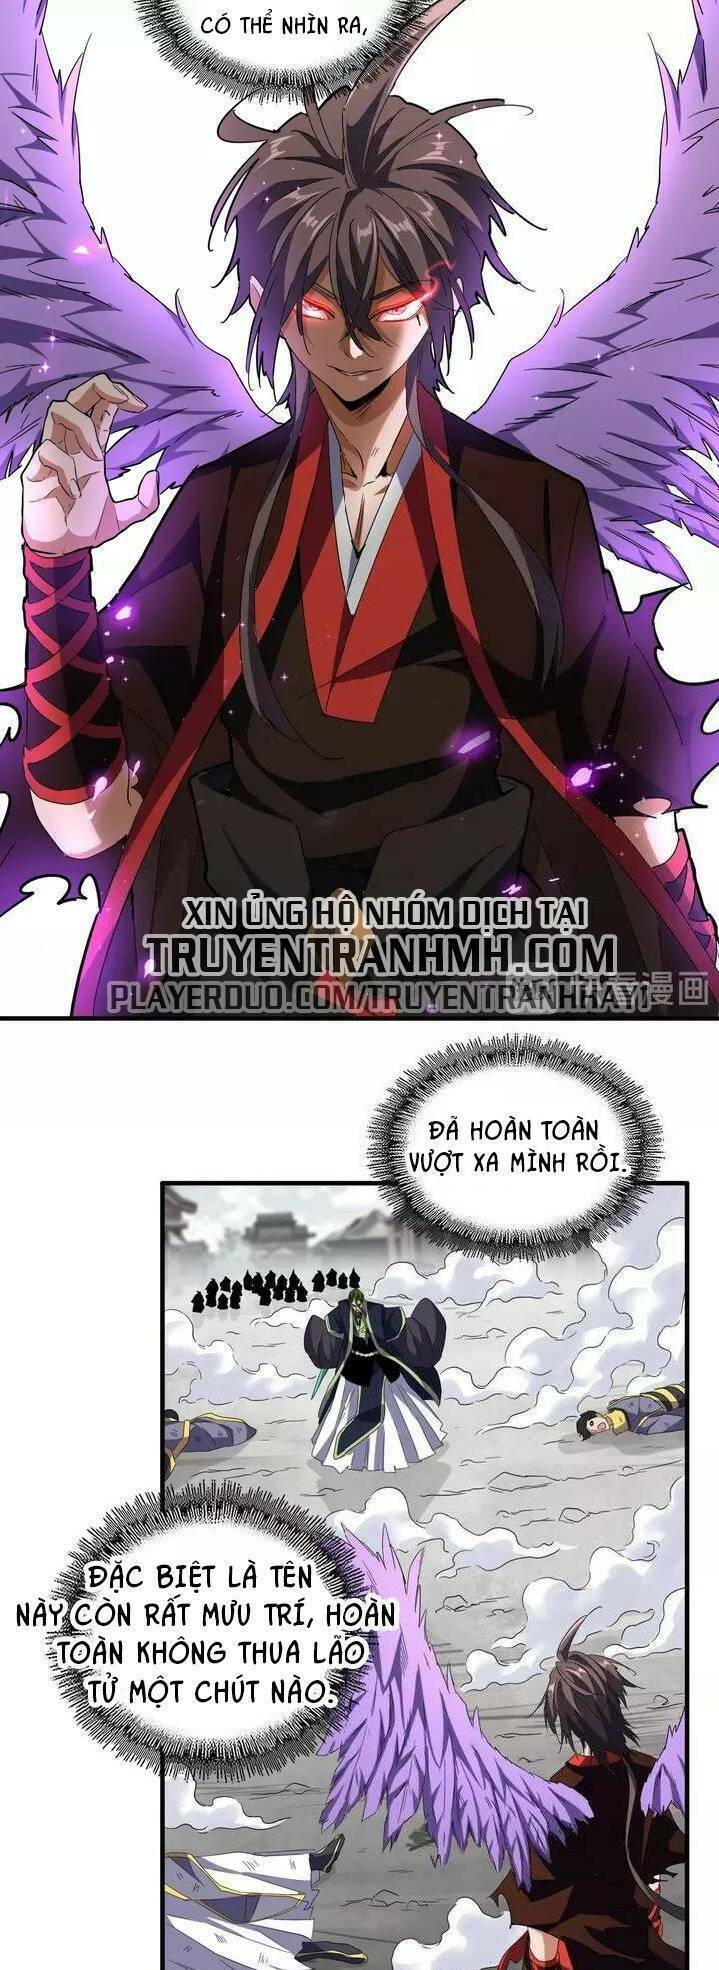 CÓ THỂ NHÌN RA,
XIN ỦNG HỘ NHÓM DỊCH TẠI
TRUYENTRANHMH.COM
PLAYERDUO.COM/TRUYENTRANHHAY1
漫画
ĐÃ HOÀN TOÀN
VƯỢT XA MÌNH RỒI.
ĐẶC BIỆT LÀ TÊN
NÀY CÒN RẤT MƯU TRÍ, HOÀN
TOÀN KHÔNG THUA LÃO
TỬ MỘT CHÚT NÀO.